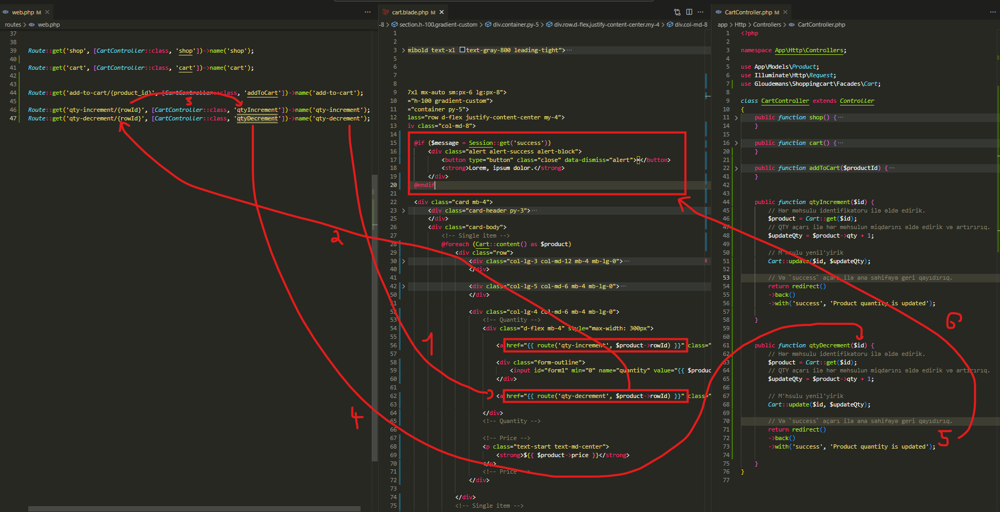 web.php M
routes > web.php
37
38
39 Route::get('shop', [CartController::class, 'shop'])->name('shop');
40
41 Route::get('cart', [CartController::class, 'cart'])->name('cart');
42
43
44 Route::get('add-to-cart/{product_id}', [CartController::class, 'addToCart'])->name('add-to-cart');
45
46 Route::get('qty-increment/{rowId}', [CartController::class, 'qtyIncrement'])->name('qty-increment');
47 Route::get('qty-decrement/{rowId}', [CartController::class, 'qtyDecrement'])->name('qty-decrement');
3
2
4
cart.blade.php M
-8 > section.h-100.gradient-custom > div.container.py-5 > div.row.d-flex.justify-content-center.my-4 > div.col-md-8
1
2
3 mibold text-xl text-gray-800 leading-tight">···
5
6
7
8
9 7xl mx-auto sm:px-6 lg:px-8">
10 ="h-100 gradient-custom">
11 ="container py-5">
12 lass="row d-flex justify-content-center my-4">
13 iv class="col-md-8">
14
15 @if ($message = Session::get('success'))
16 <div class="alert alert-success alert-block">
17 <button type="button" class="close" data-dismiss="alert">×</button>
18 <strong>Lorem, ipsum dolor.</strong>
19 </div>
20 @endif
21
22 <div class="card mb-4">
23 <div class="card-header py-3">···
25 </div>
26 <div class="card-body">
27 <!-- Single item -->
28 @foreach (Cart::content() as $product)
29 <div class="row">
30 <div class="col-lg-3 col-md-12 mb-4 mb-lg-0">···
40 </div>
41
42 <div class="col-lg-5 col-md-6 mb-4 mb-lg-0">···
50 </div>
51
52 <div class="col-lg-4 col-md-6 mb-4 mb-lg-0">
53 <!-- Quantity -->
54 <div class="d-flex mb-4" style="max-width: 300px">
55
56 <a href="{{ route('qty-increment', $product->rowId) }}" class="
57
58 <div class="form-outline">
59 <input id="form1" min="0" name="quantity" value="{{ $produ
60 </div>
61
62 <a href="{{ route('qty-decrement', $product->rowId) }}" class="
63
64 </div>
65 <!-- Quantity -->
66
67 <!-- Price -->
68 <p class="text-start text-md-center">
69 <strong>${{ $product->price }}</strong>
70 </p>
71 <!-- Price -->
72 </div>
73
74 </div>
75 <!-- Single item -->
1
CartController.php M
app > Http > Controllers > CartController.php
1 <?php
2
3 namespace App\Http\Controllers;
4
5 use App\Models\Product;
6 use Illuminate\Http\Request;
7 use Gloudemans\Shoppingcart\Facades\Cart;
8
9 class CartController extends Controller
10 {
11 public function shop() {···
14 }
15
16 public function cart() {···
20 }
21
22 public function addToCart($productId) {···
41 }
42
43
44 public function qtyIncrement($id) {
45 // Hər məhsulu identifikatoru ilə əldə edirik.
46 $product = Cart::get($id);
47 // QTY açarı ilə hər məhsulun miqdarını əldə edirik və artırırıq.
48 $updateQty = $product->qty + 1;
49
50 // M'hsulu yenil'yirik
51 Cart::update($id, $updateQty);
52
53 // Və `success` açarı ilə ana səhifəyə geri qayıdırıq.
54 return redirect()
55 ->back()
56 ->with('success', 'Product quantity is updated');
57
58 }
59
60
61 public function qtyDecrement($id) {
62 // Hər məhsulu identifikatoru ilə əldə edirik.
63 $product = Cart::get($id);
64 // QTY açarı ilə hər məhsulun miqdarını əldə edirik və artırırıq.
65 $updateQty = $product->qty + 1;
66
67 // M'hsulu yenil'yirik
68 Cart::update($id, $updateQty);
69
70 // Və `success` açarı ilə ana səhifəyə geri qayıdırıq.
71 return redirect()
72 ->back()
73 ->with('success', 'Product quantity is updated');
74
75 }
76 }
77
6
5